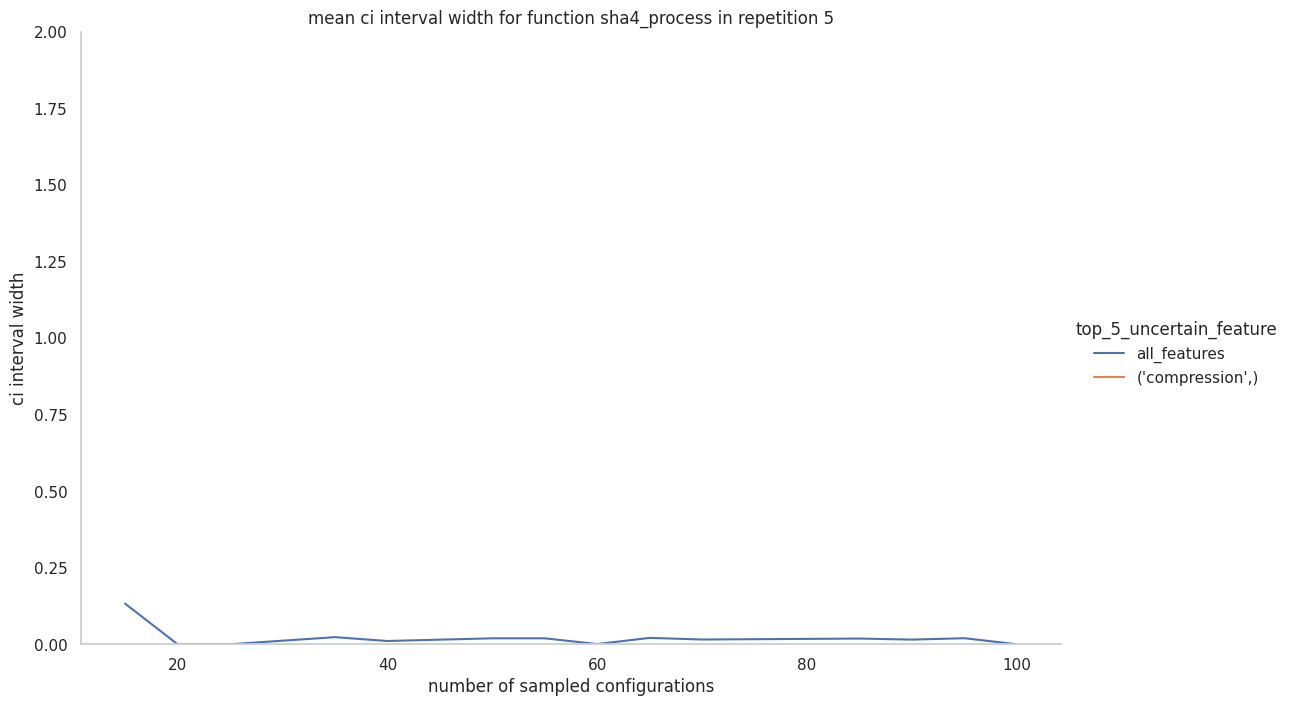 mean ci interval width for function sha4_process in repetition 5
2.00
1.75
1.50
1.25
1.00
0.75
0.50
0.25
0.00
ci interval width
20 40 60 80 100
number of sampled configurations
top_5_uncertain_feature
all_features
('compression',)